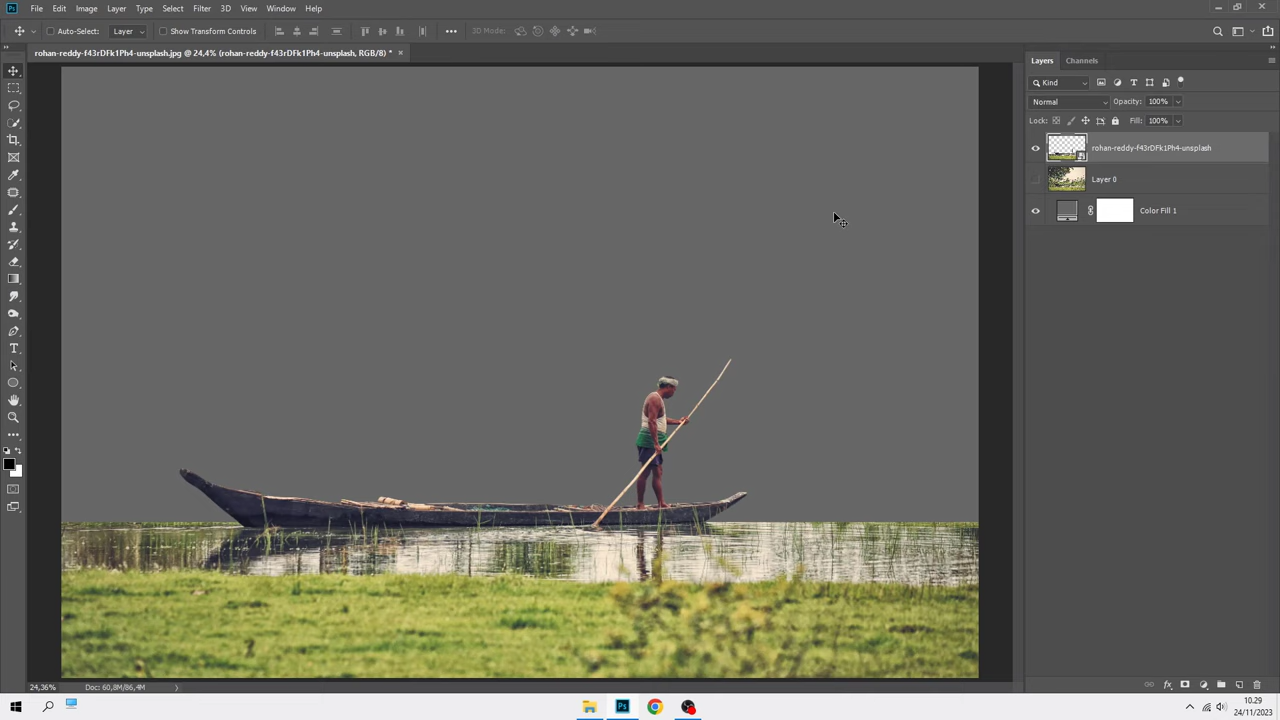 Ps File Edit Image Layer Type Select Filter 3D View Window Help
Auto-Select: Layer Show Transform Controls 3D Mode:
rohan-reddy-f43rDFk1Ph4-unsplash.jpg @ 24,4% (rohan-reddy-f43rDFk1Ph4-unsplash, RGB/8) *
Layers Channels
Kind
Normal Opacity: 100%
Lock: Fill: 100%
rohan-reddy-f43rDFk1Ph4-unsplash
Layer 0
Color Fill 1
24,36% Doc: 60,8M/86,4M
Ps
10.29
24/11/2023